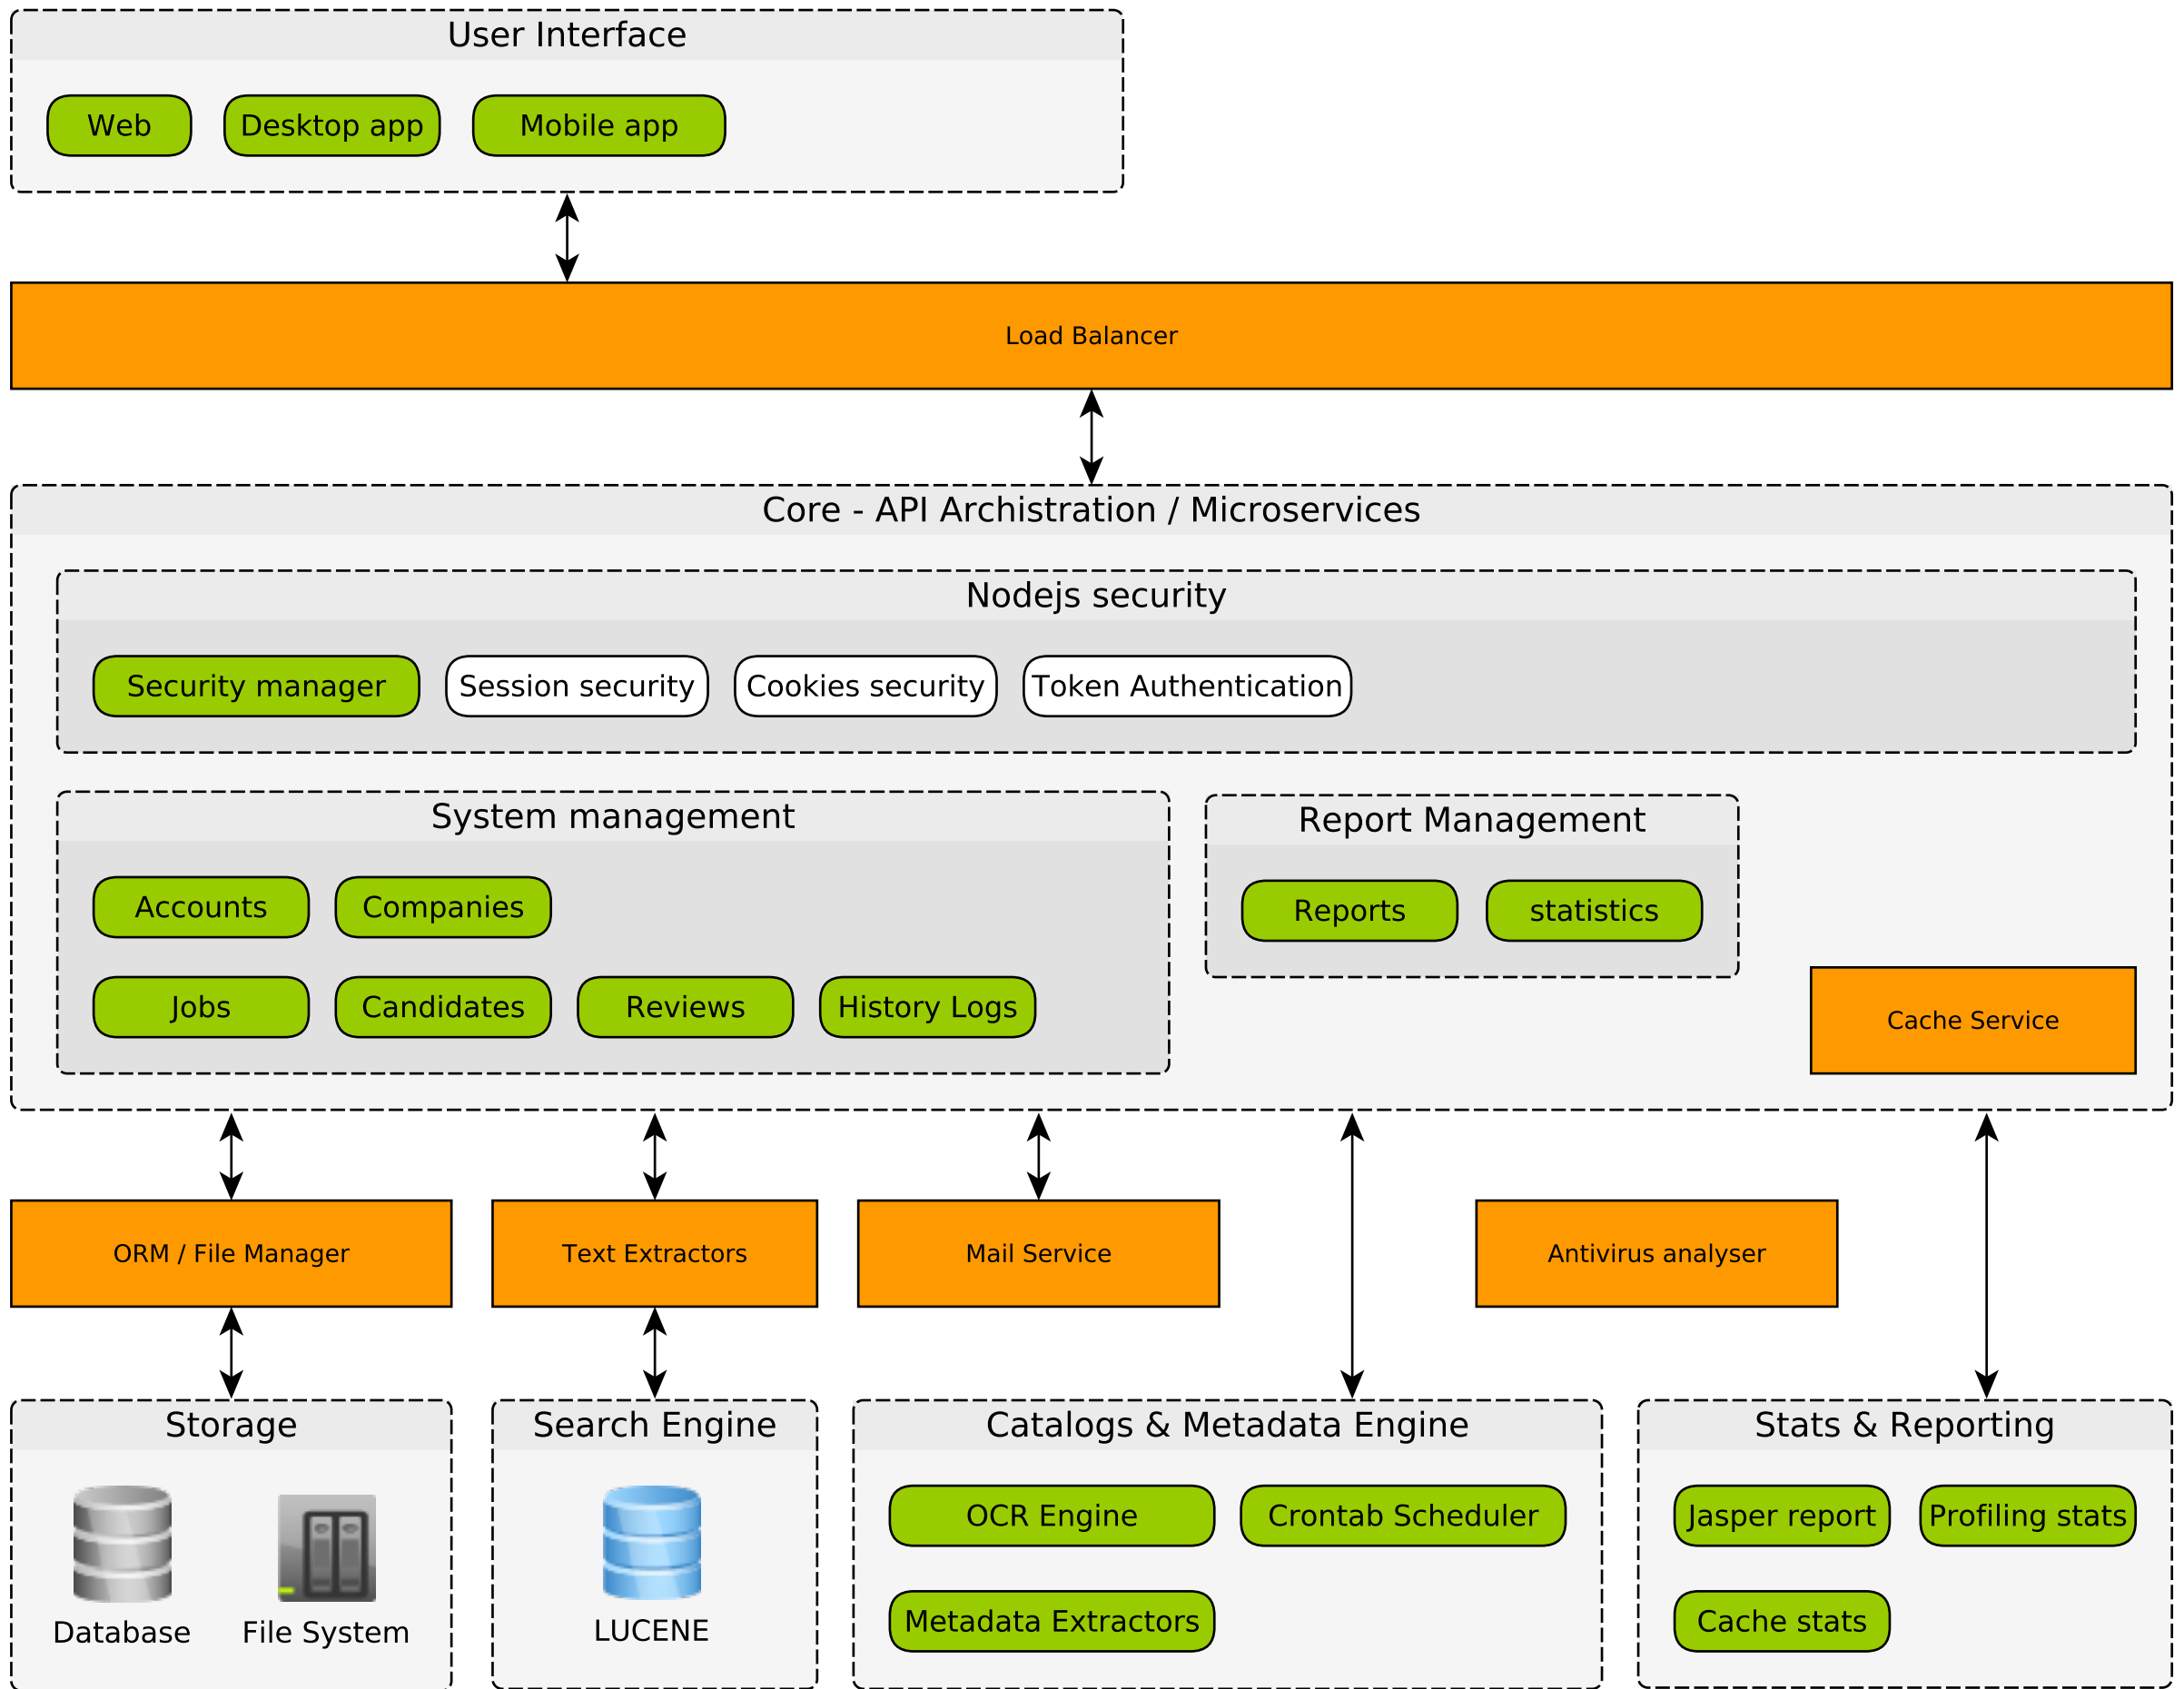 User Interface
Web
Desktop app
Mobile app
Load Balancer
Core - API Archistration / Microservices
Nodejs security
Security manager
Session security
Cookies security
Token Authentication
System management
Accounts
Companies
Jobs
Candidates
Reviews
History Logs
Report Management
Reports
statistics
Cache Service
ORM / File Manager
Text Extractors
Mail Service
Antivirus analyser
Storage
Database
File System
Search Engine
LUCENE
Catalogs & Metadata Engine
OCR Engine
Crontab Scheduler
Metadata Extractors
Stats & Reporting
Jasper report
Profiling stats
Cache stats